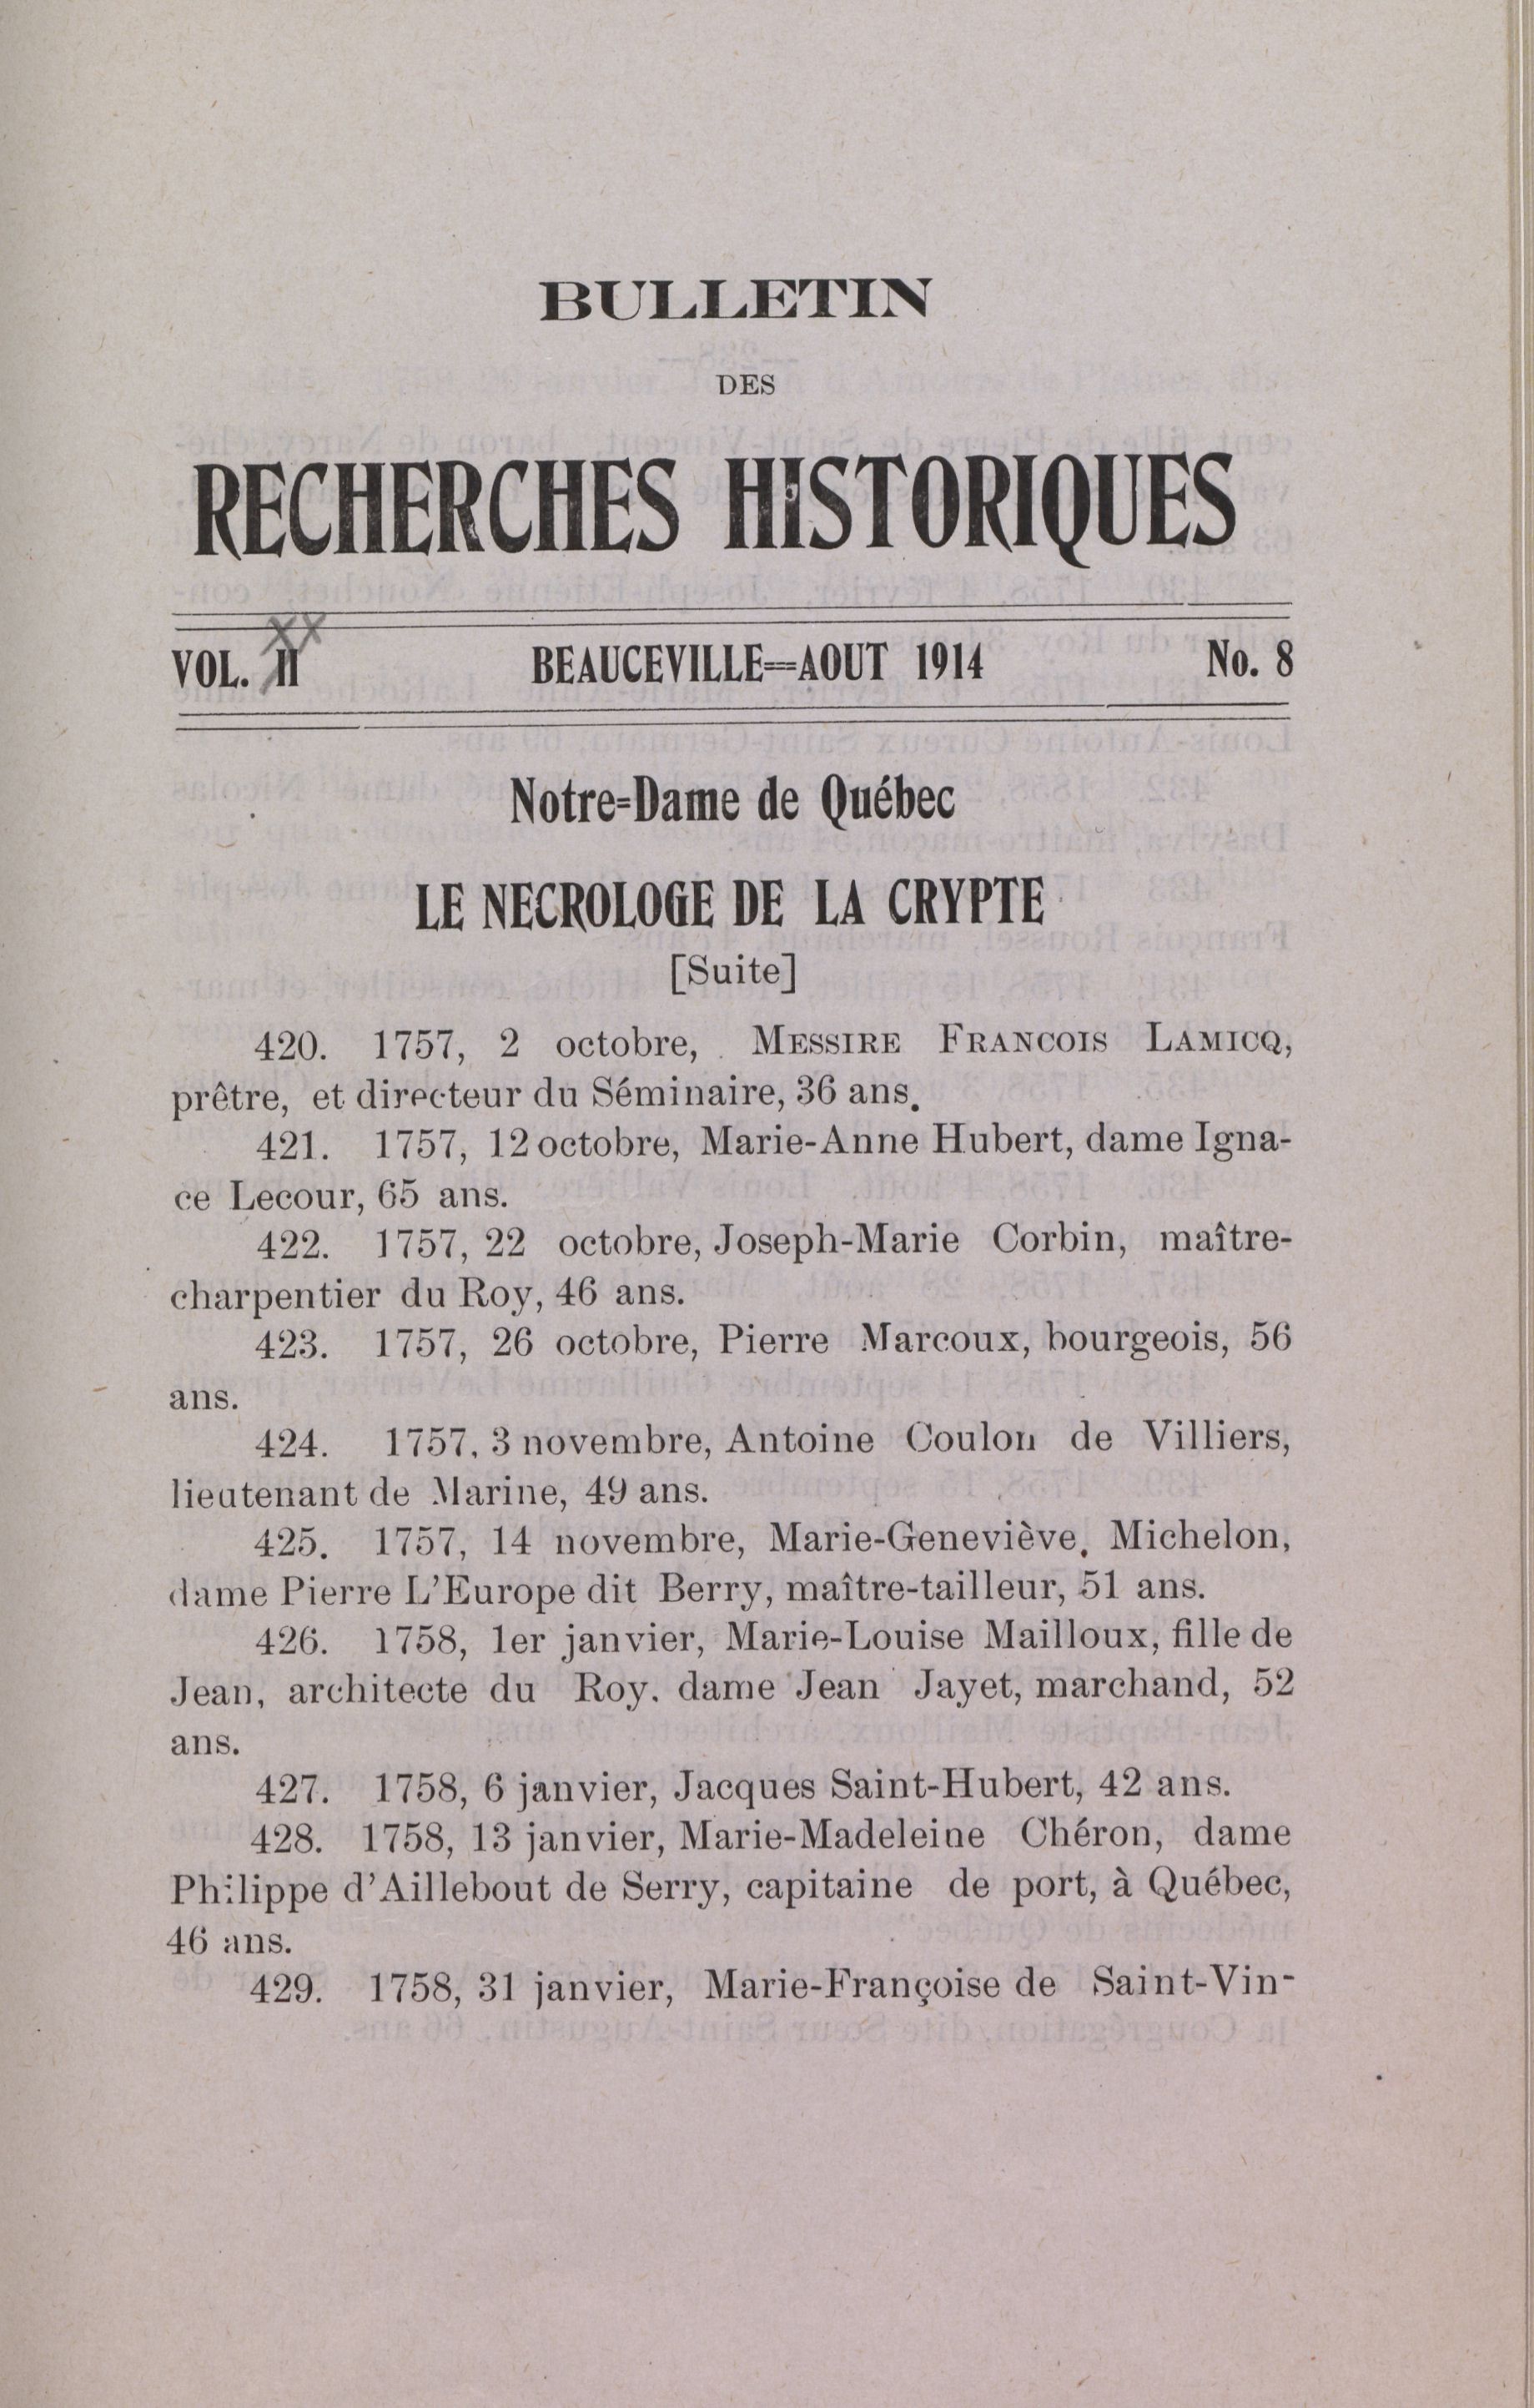 BULLETIN
DES
RECHERCHES HISTORIQUES
XX
VOL. II BEAUCEVILLE=AOUT 1914 No. 8
Notre-Dame de Québec
LE NECROLOGE DE LA CRYPTE
[Suite]
420. 1757, 2 octobre, MESSIRE FRANCOIS LAMICQ,
prêtre, et directeur du Séminaire, 36 ans.
421. 1757, 12 octobre, Marie-Anne Hubert, dame Igna-
ce Lecour, 65 ans.
422. 1757, 22 octobre, Joseph-Marie Corbin, maître-
charpentier du Roy, 46 ans.
423. 1757, 26 octobre, Pierre Marcoux, bourgeois, 56
ans.
424. 1757, 3 novembre, Antoine Coulon de Villiers,
lieutenant de Marine, 49 ans.
425. 1757, 14 novembre, Marie-Geneviève, Michelon,
dame Pierre L'Europe dit Berry, maître-tailleur, 51 ans.
426. 1758, 1er janvier, Marie-Louise Mailloux, fille de
Jean, architecte du Roy. dame Jean Jayet, marchand, 52
ans.
427. 1758, 6 janvier, Jacques Saint-Hubert, 42 ans.
428. 1758, 13 janvier, Marie-Madeleine Chéron, dame
Philippe d'Aillebout de Serry, capitaine de port, à Québec,
46 ans.
429. 1758, 31 janvier, Marie-Françoise de Saint-Vin-